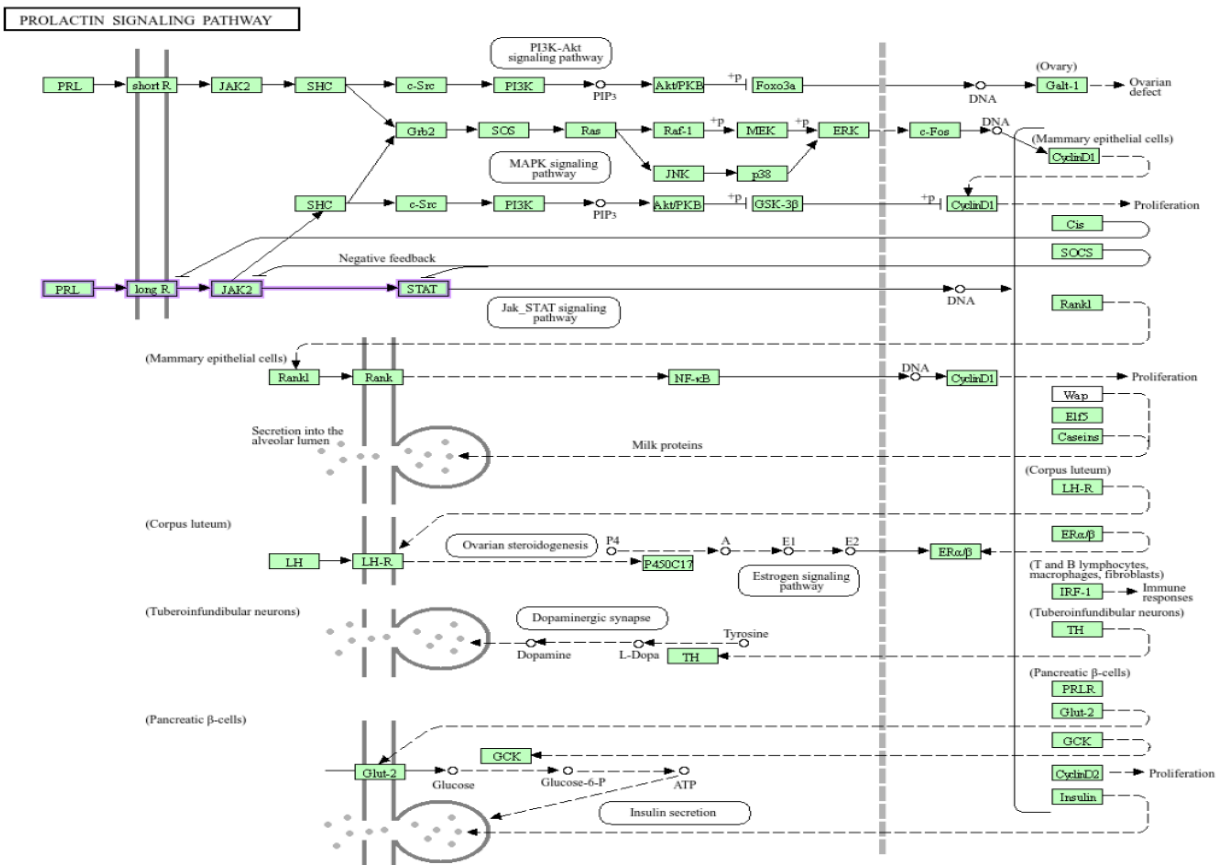 PROLACTIN SIGNALING PATHWAY
PI3K-Akt
signaling pathway
PRL
short R
JAK2
SHC
c-Src
PI3K
PIP3
Akt/PKB
+p
Foxo3a
DNA
(Ovary)
Galt-1
Ovarian
defect
Grb2
SOS
Ras
Raf-1
+p
MEK
+p
ERK
c-Fos
DNA
(Mammary epithelial cells)
CyclinD1
MAPK signaling
pathway
JNK
p38
SHC
c-Src
PI3K
PIP3
Akt/PKB
+p
GSK-3β
+p
CyclinD1
Proliferation
Cis
SOCS
Negative feedback
PRL
long R
JAK2
STAT
DNA
Jak_STAT signaling
pathway
Rankl
(Mammary epithelial cells)
Rankl
Rank
NF-κB
DNA
CyclinD1
Proliferation
Wap
Elf5
Caseins
Secretion into the
alveolar lumen
Milk proteins
(Corpus luteum)
LH-R
(Corpus luteum)
LH
LH-R
Ovarian steroidogenesis
P4
P450C17
A
E1
E2
ERα/β
ERα/β
Estrogen signaling
pathway
(T and B lymphocytes,
macrophages, fibroblasts)
IRF-1
Immune
responses
(Tuberoinfundibular neurons)
TH
(Tuberoinfundibular neurons)
Dopaminergic synapse
Dopamine
L-Dopa
Tyrosine
TH
(Pancreatic β-cells)
PRLR
Glut-2
GCK
CyclinD2
Proliferation
Insulin
(Pancreatic β-cells)
GCK
Glut-2
Glucose
Glucose-6-P
ATP
Insulin secretion